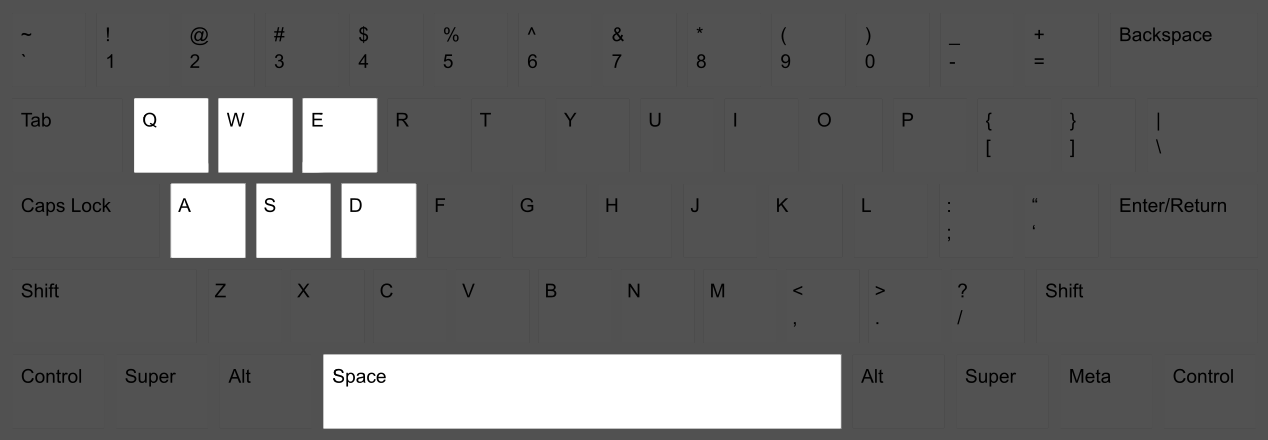 ~ ! @ # $ % ^ & * ( ) _ + Backspace
` 1 2 3 4 5 6 7 8 9 0 - =
Tab Q W E R T Y U I O P { } |
[ ] \
Caps Lock A S D F G H J K L : “ Enter/Return
; ‘
Shift Z X C V B N M < > ? Shift
, . /
Control Super Alt Space Alt Super Meta Control